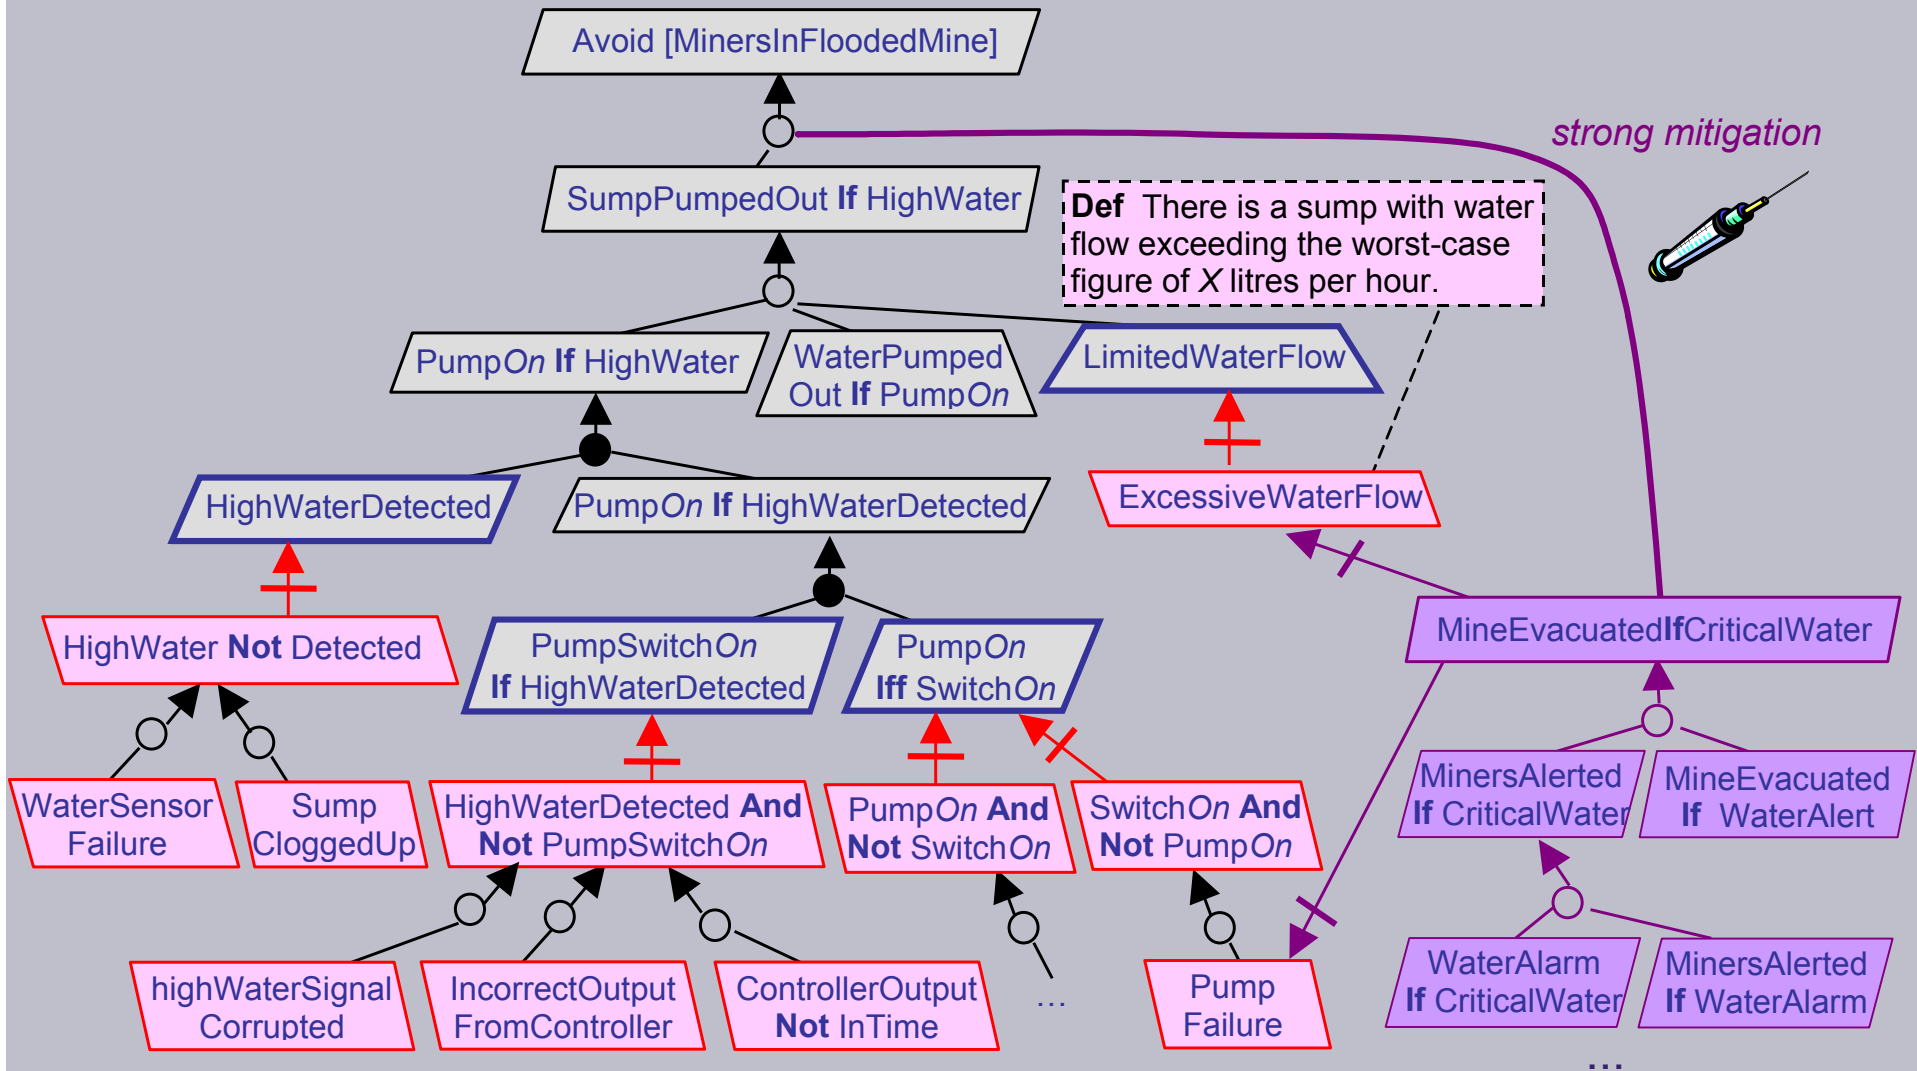 Avoid [MinersInFloodedMine]
strong mitigation
SumpPumpedOut If HighWater
Def There is a sump with water
flow exceeding the worst-case
figure of X litres per hour.
PumpOn If HighWater
WaterPumped
Out If PumpOn
LimitedWaterFlow
HighWaterDetected
PumpOn If HighWaterDetected
ExcessiveWaterFlow
HighWater Not Detected
PumpSwitchOn
If HighWaterDetected
PumpOn
Iff SwitchOn
MineEvacuatedIfCriticalWater
WaterSensor
Failure
Sump
CloggedUp
HighWaterDetected And
Not PumpSwitchOn
PumpOn And
Not SwitchOn
SwitchOn And
Not PumpOn
MinersAlerted
If CriticalWater
MineEvacuated
If WaterAlert
highWaterSignal
Corrupted
IncorrectOutput
FromController
ControllerOutput
Not InTime
...
Pump
Failure
WaterAlarm
If CriticalWater
MinersAlerted
If WaterAlarm
...